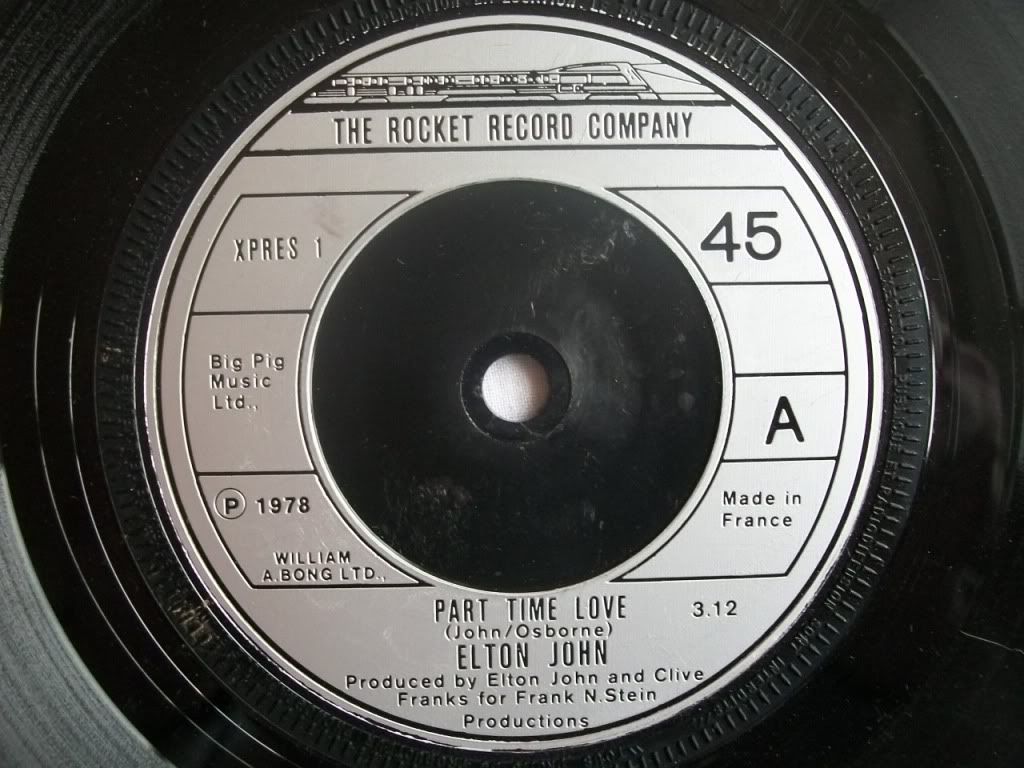 THE ROCKET RECORD COMPANY
XPRES 1
45
Big Pig
Music
Ltd.,
A
Ⓟ 1978
Made in
France
WILLIAM
A.BONG LTD.,
PART TIME LOVE 3.12
(John/Osborne)
ELTON JOHN
Produced by Elton John and Clive
Franks for Frank N.Stein
Productions